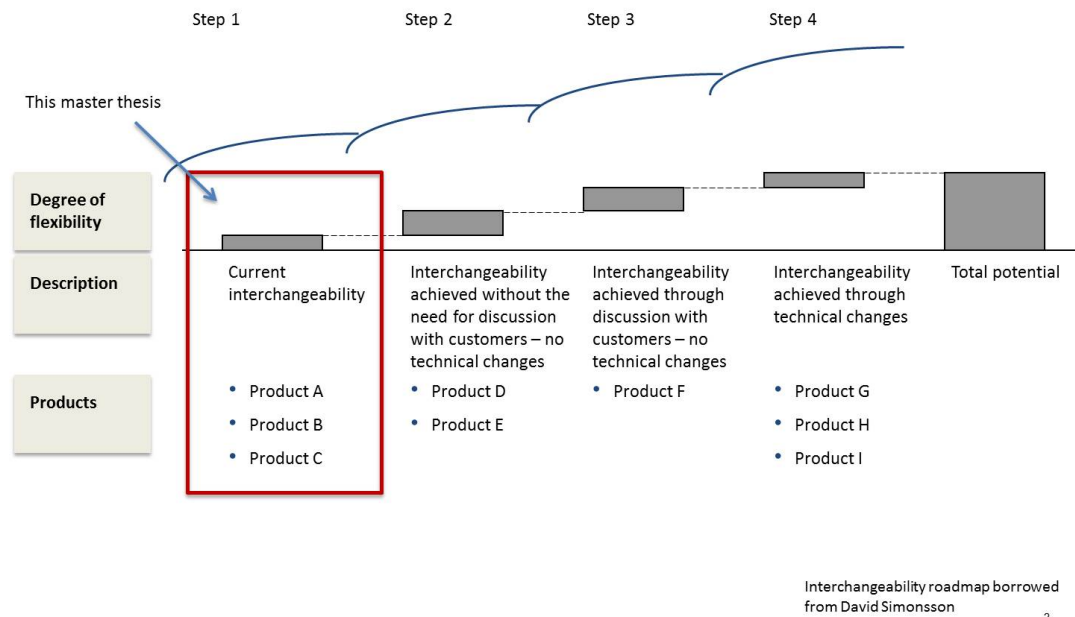 Step 1
Step 2
Step 3
Step 4
This master thesis
Degree of
flexibility
Description
Current
interchangeability
Interchangeability
achieved without the
need for discussion
with customers – no
technical changes
Interchangeability
achieved through
discussion with
customers – no
technical changes
Interchangeability
achieved through
technical changes
Total potential
Products
• Product A
• Product B
• Product C
• Product D
• Product E
• Product F
• Product G
• Product H
• Product I
Interchangeability roadmap borrowed
from David Simonsson